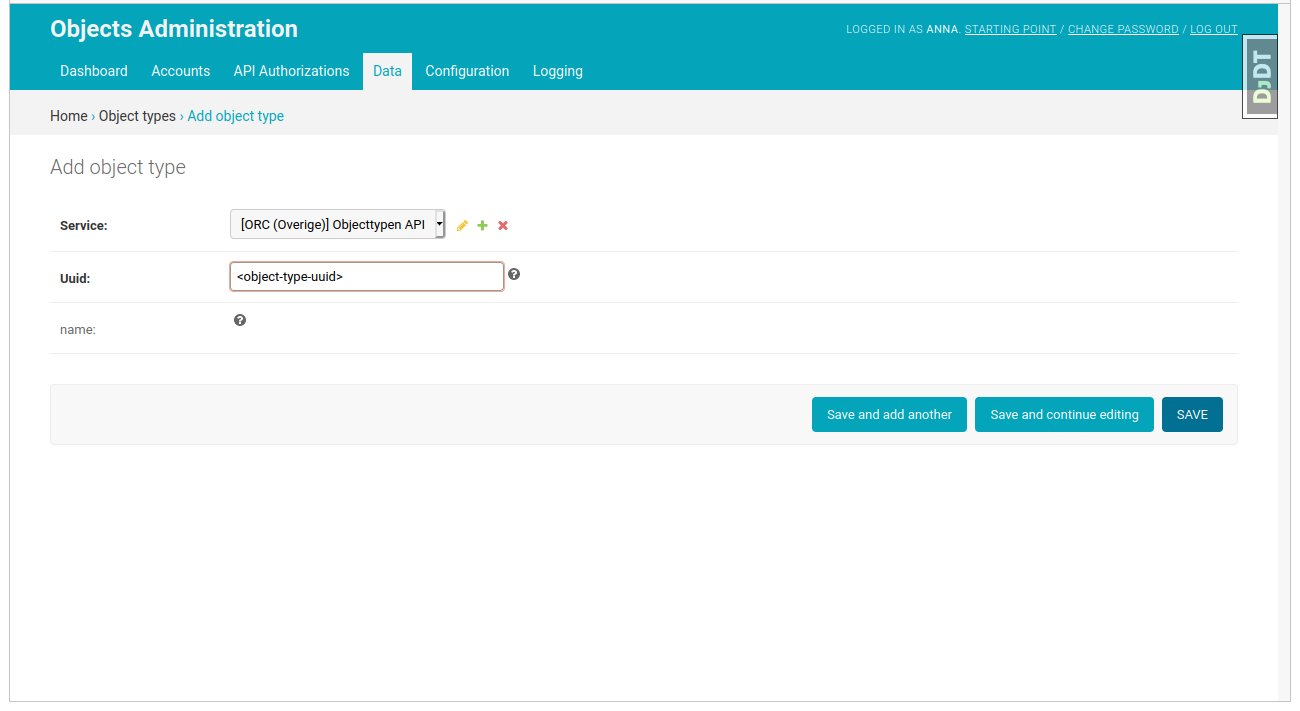 Objects Administration
LOGGED IN AS ANNA. STARTING POINT / CHANGE PASSWORD / LOG OUT
Dashboard Accounts API Authorizations Data Configuration Logging
DJDT
Home › Object types › Add object type
Add object type
Service: [ORC (Overige)] Objecttypen API
Uuid: <object-type-uuid>
name:
Save and add another Save and continue editing SAVE